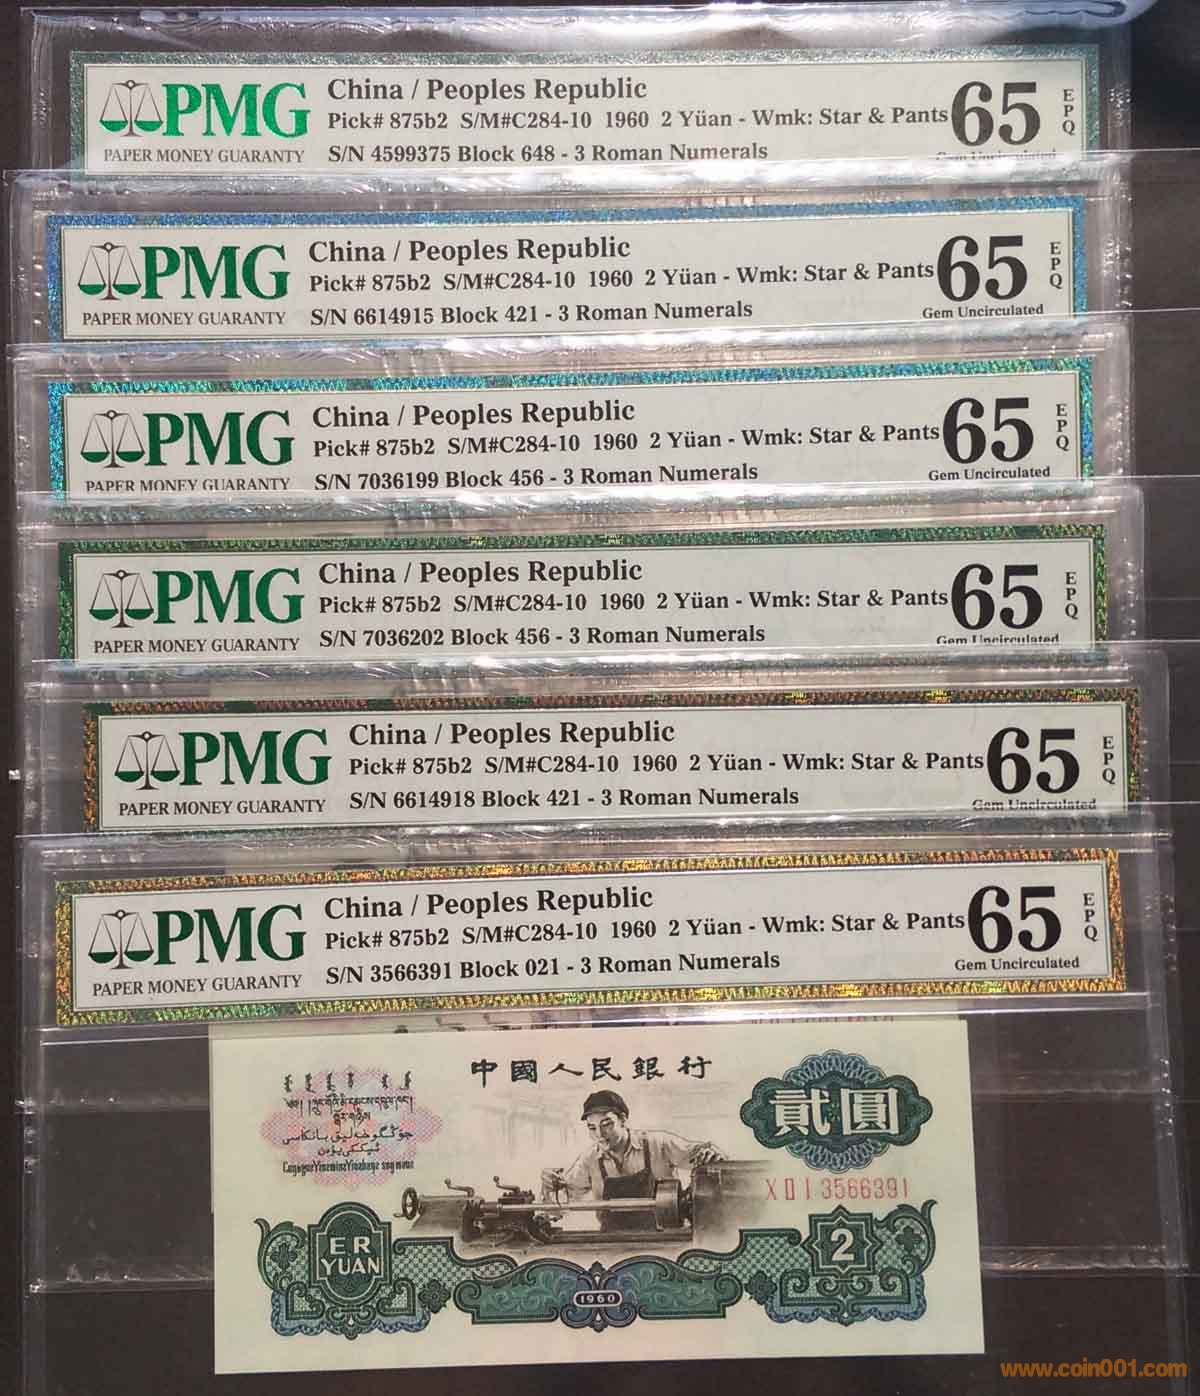 PMG
PAPER MONEY GUARANTY
China / Peoples Republic
Pick# 875b2 S/M#C284-10 1960 2 Yüan - Wmk: Star & Pants
S/N 4599375 Block 648 - 3 Roman Numerals
65
EPQ
Gem Uncirculated
PMG
PAPER MONEY GUARANTY
China / Peoples Republic
Pick# 875b2 S/M#C284-10 1960 2 Yüan - Wmk: Star & Pants
S/N 6614915 Block 421 - 3 Roman Numerals
65
EPQ
Gem Uncirculated
PMG
PAPER MONEY GUARANTY
China / Peoples Republic
Pick# 875b2 S/M#C284-10 1960 2 Yüan - Wmk: Star & Pants
S/N 7036199 Block 456 - 3 Roman Numerals
65
EPQ
Gem Uncirculated
PMG
PAPER MONEY GUARANTY
China / Peoples Republic
Pick# 875b2 S/M#C284-10 1960 2 Yüan - Wmk: Star & Pants
S/N 7036202 Block 456 - 3 Roman Numerals
65
EPQ
Gem Uncirculated
PMG
PAPER MONEY GUARANTY
China / Peoples Republic
Pick# 875b2 S/M#C284-10 1960 2 Yüan - Wmk: Star & Pants
S/N 6614918 Block 421 - 3 Roman Numerals
65
EPQ
Gem Uncirculated
PMG
PAPER MONEY GUARANTY
China / Peoples Republic
Pick# 875b2 S/M#C284-10 1960 2 Yüan - Wmk: Star & Pants
S/N 3566391 Block 021 - 3 Roman Numerals
65
EPQ
Gem Uncirculated
中國人民銀行
貳圓
X II I 3566391
ER
YUAN
2
1960
www.coin001.com